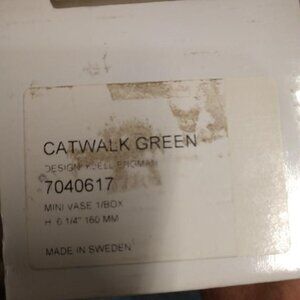 CATWALK GREEN
DESIGN: KJELL ENGMAN
7040617
MINI VASE 1/BOX
H: 6 1/4" 160 MM
MADE IN SWEDEN